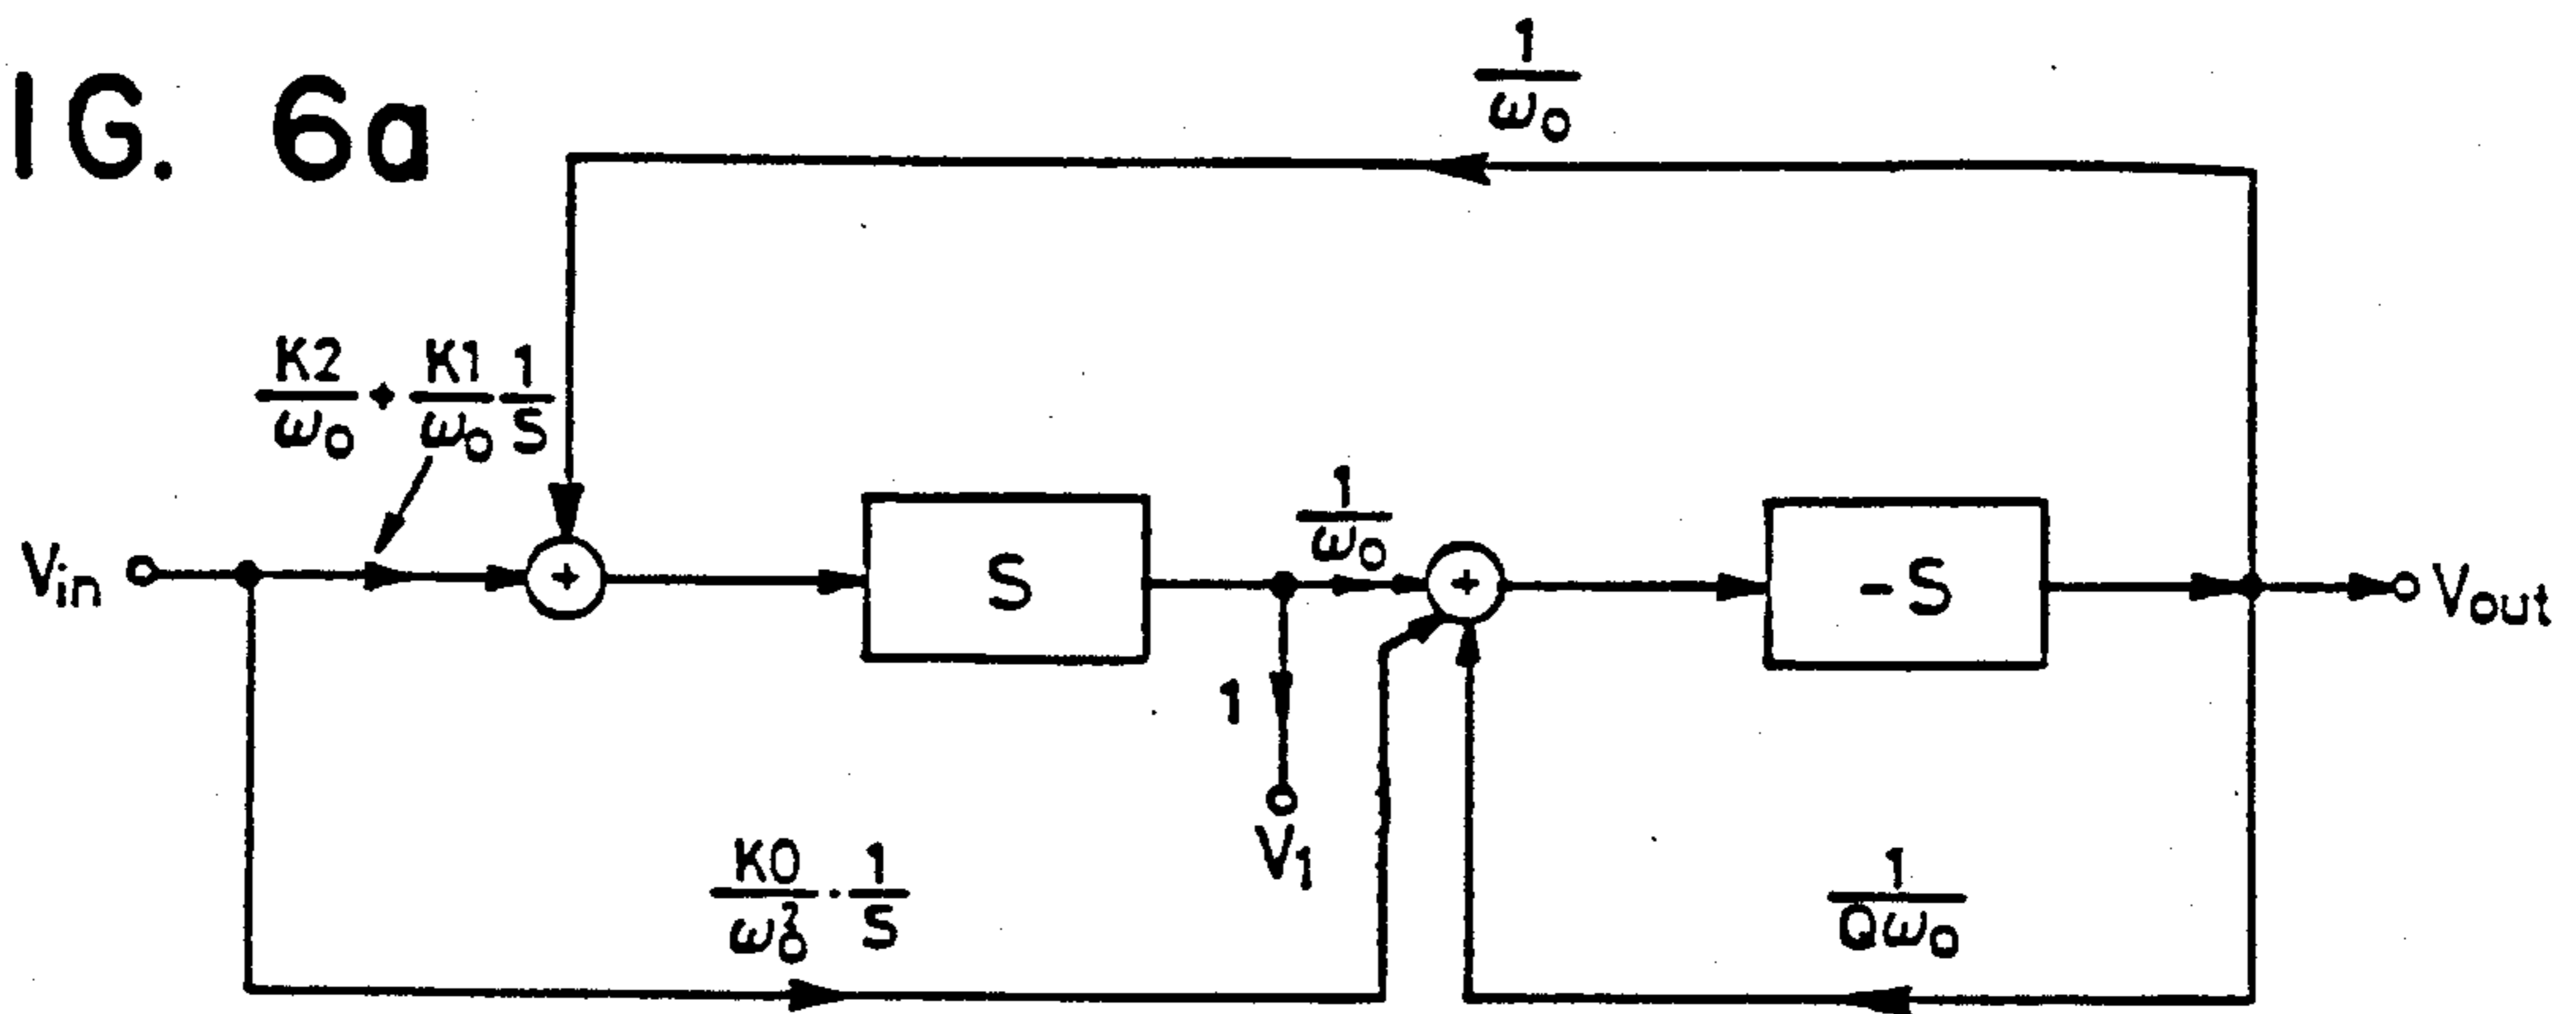 IG. 6a
1/ω₀
K2/ω₀ + K1/ω₀ 1/S
Vin
+
S
1/ω₀
+
-S
Vout
1
V1
K0/ω₀² · 1/S
1/Qω₀